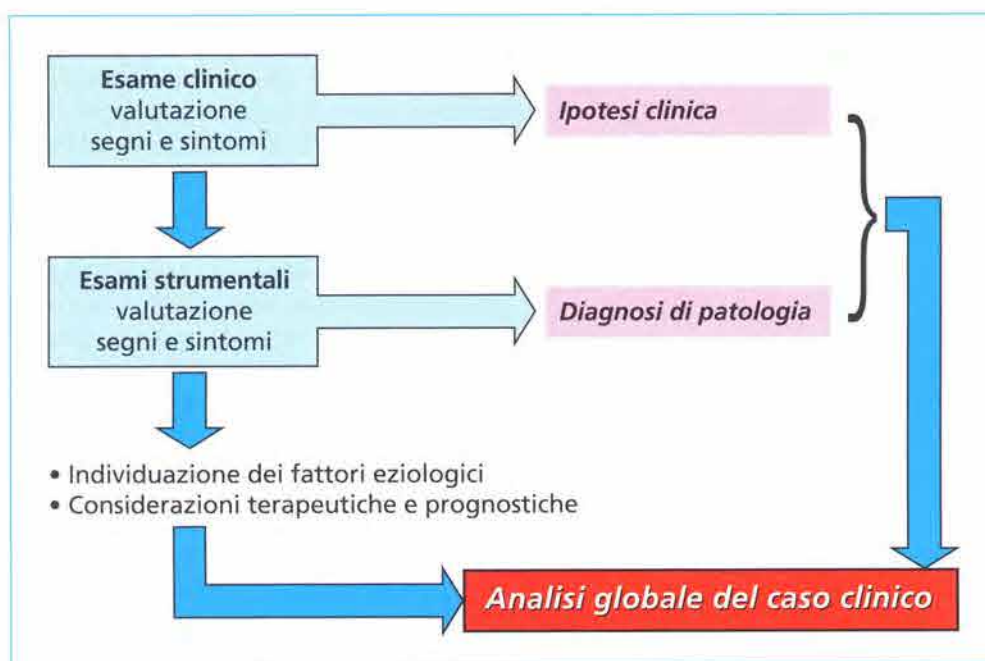 Esame clinico
valutazione
segni e sintomi
Ipotesi clinica
Esami strumentali
valutazione
segni e sintomi
Diagnosi di patologia
• Individuazione dei fattori eziologici
• Considerazioni terapeutiche e prognostiche
Analisi globale del caso clinico